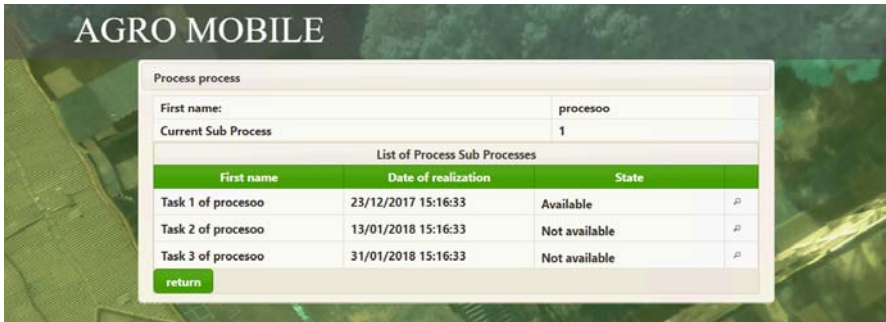 AGRO MOBILE
Process process
First name: procesoo
Current Sub Process 1
List of Process Sub Processes
First name Date of realization State
Task 1 of procesoo 23/12/2017 15:16:33 Available
Task 2 of procesoo 13/01/2018 15:16:33 Not available
Task 3 of procesoo 31/01/2018 15:16:33 Not available
return